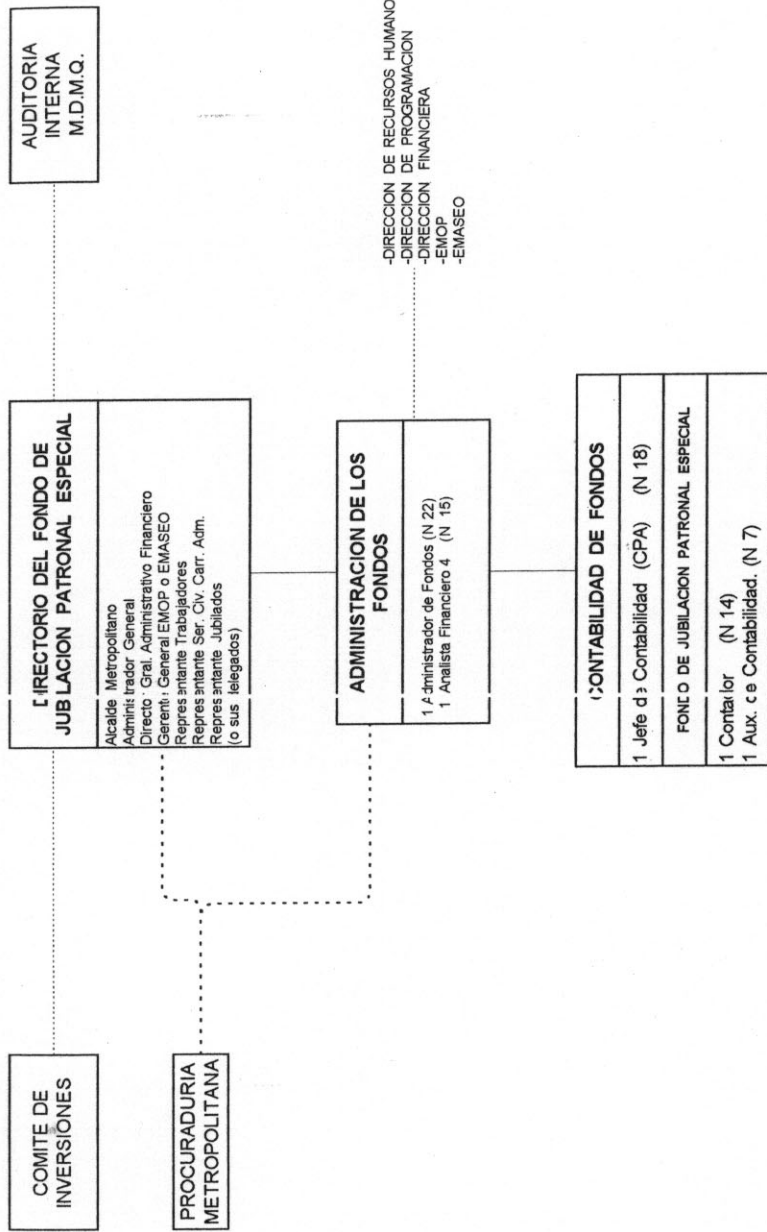 COMITE DE
INVERSIONES
DIRECTORIO DEL FONDO DE
JUBILACION PATRONAL ESPECIAL
Alcalde Metropolitano
Administrador General
Director Gral. Administrativo Financiero
Gerente General EMOP o EMASEO
Representante Trabajadores
Representante Ser. Civ. Carr. Adm.
Representante Jubilados
(o sus delegados)
AUDITORIA
INTERNA
M.D.M.Q.
PROCURADURIA
METROPOLITANA
ADMINISTRACION DE LOS
FONDOS
1 Administrador de Fondos (N 22)
1 Analista Financiero 4 (N 15)
-DIRECCION DE RECURSOS HUMANO
-DIRECCION DE PROGRAMACION
-DIRECCION FINANCIERA
-EMOP
-EMASEO
CONTABILIDAD DE FONDOS
1 Jefe de Contabilidad (CPA) (N 18)
FONDO DE JUBILACION PATRONAL ESPECIAL
1 Contador (N 14)
1 Aux. de Contabilidad. (N 7)